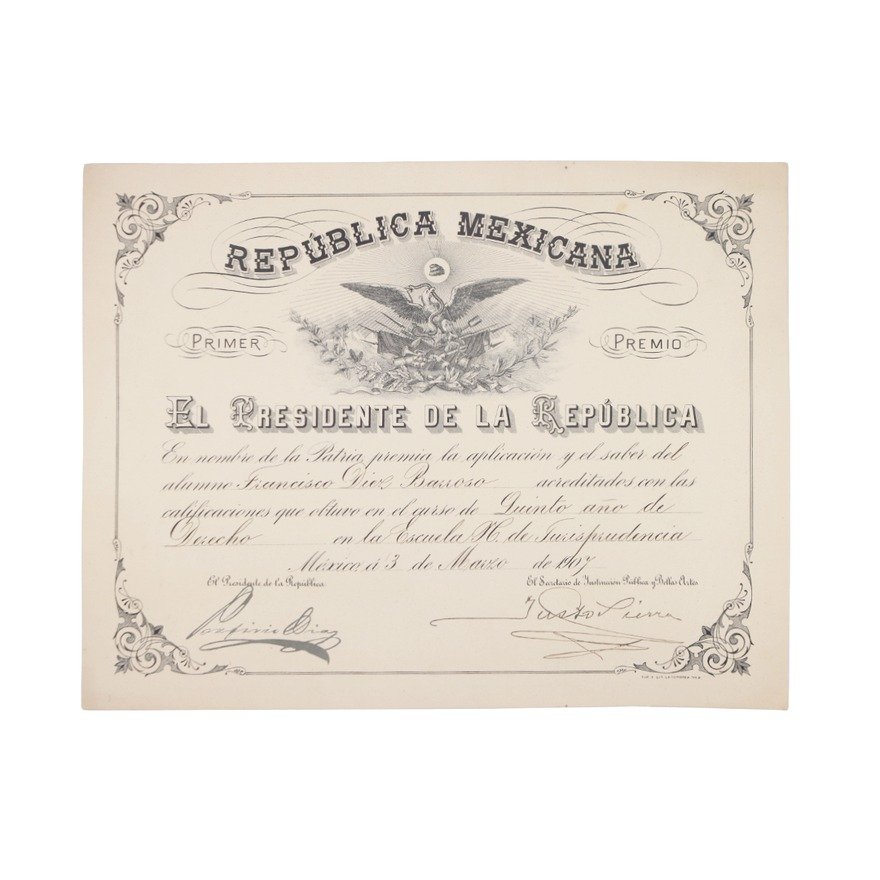 REPÚBLICA MEXICANA
PRIMER PREMIO
EL PRESIDENTE DE LA REPÚBLICA
En nombre de la Patria premia la aplicación y el saber del
alumno Francisco Diez Barroso acreditados con las
calificaciones que obtuvo en el curso de Quinto año de
Derecho en la Escuela N. de Jurisprudencia
México á 3 de Marzo de 1907
El Presidente de la República El Secretario de Instrucción Pública y Bellas Artes
Porfirio Diaz Justo Sierra